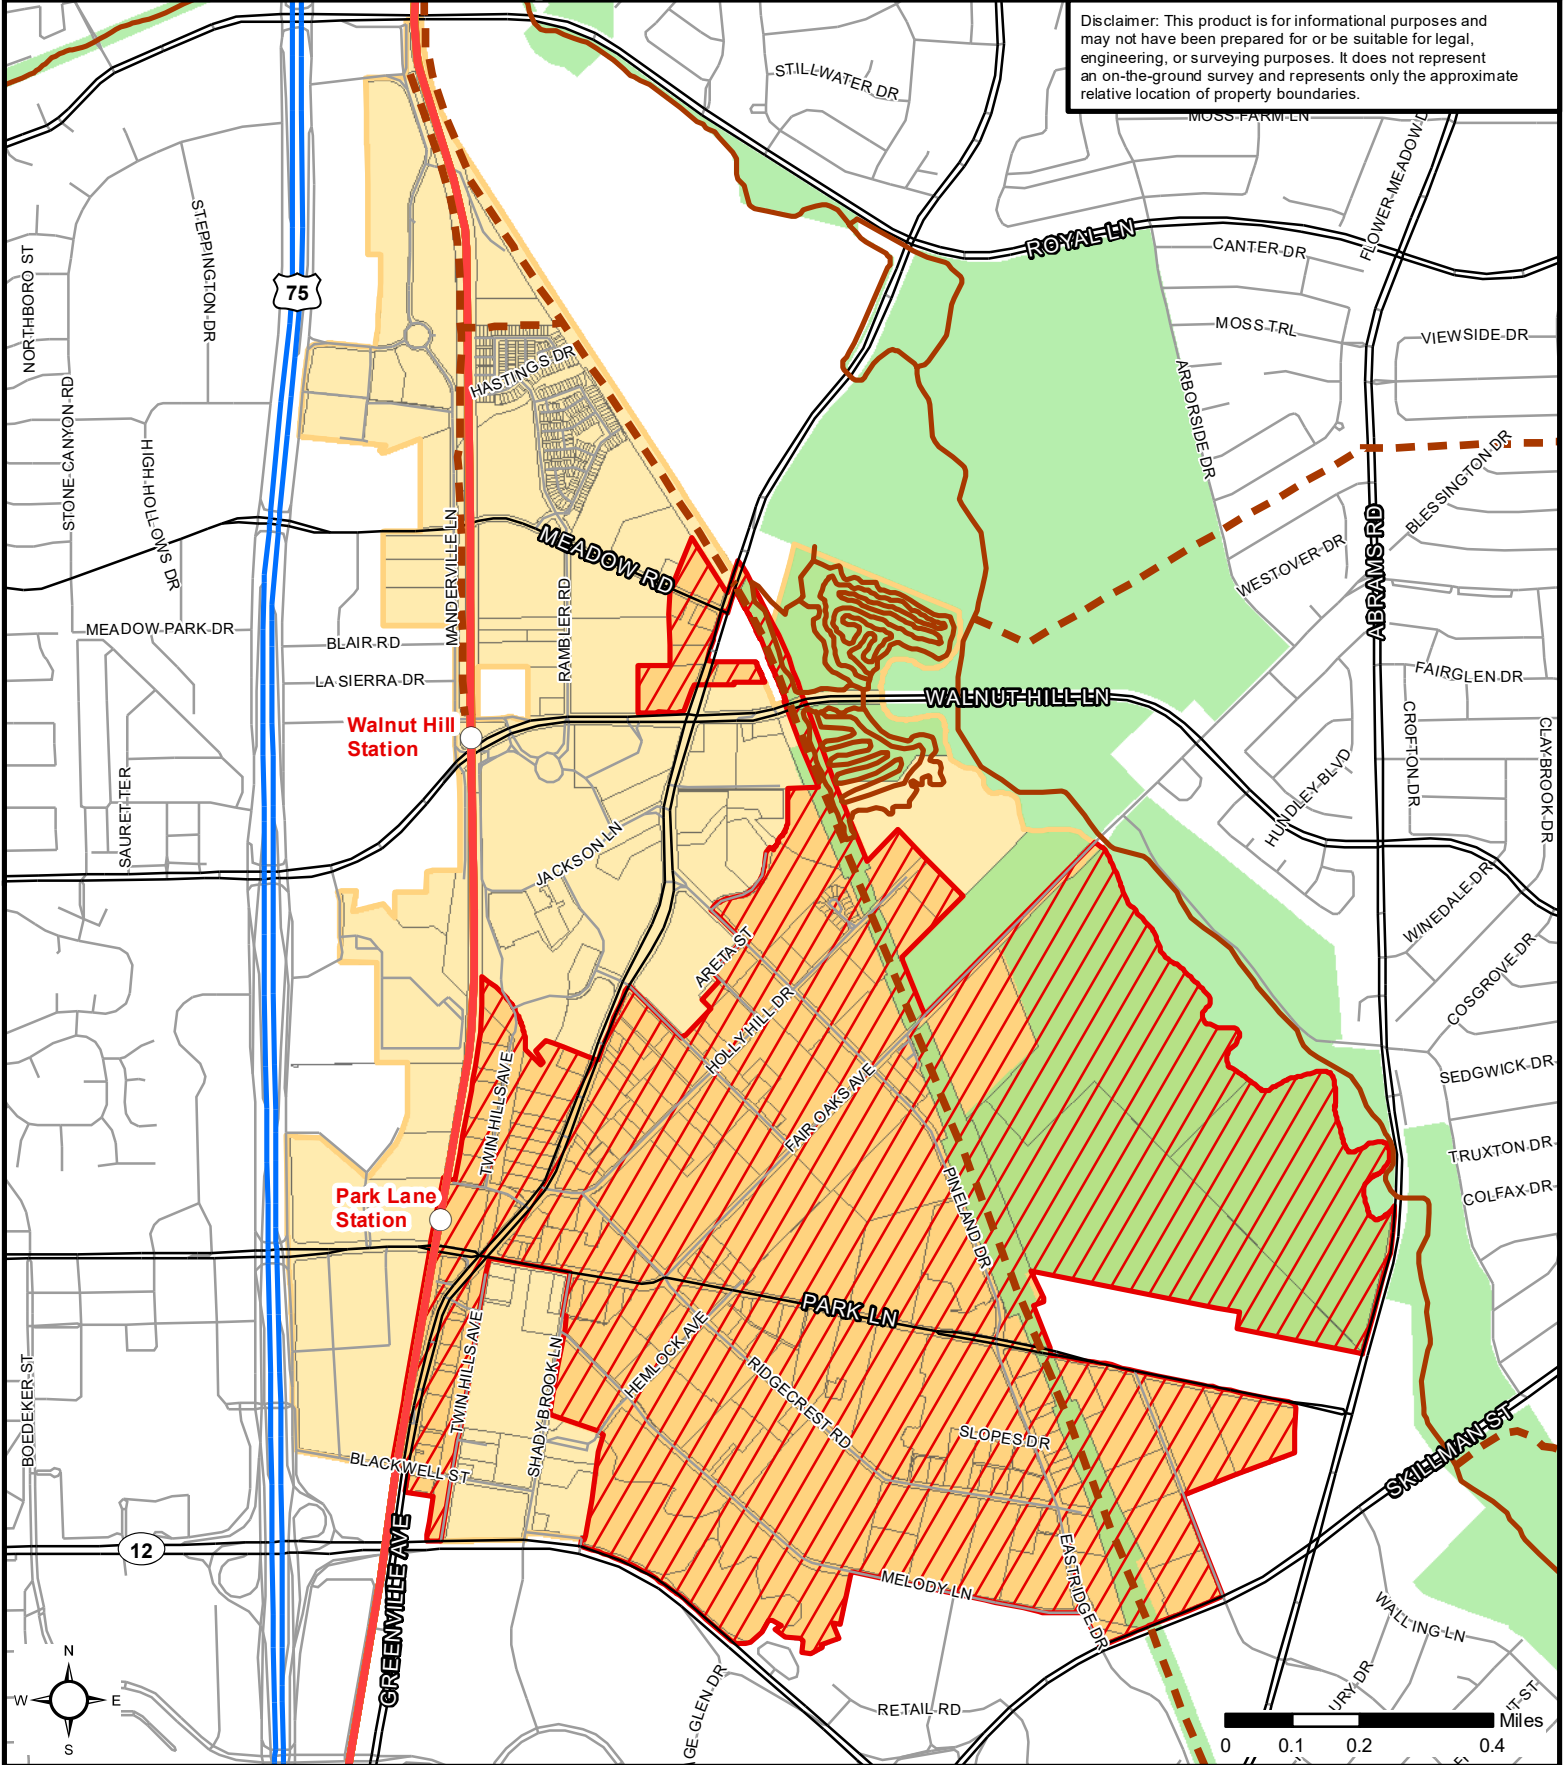 Disclaimer: This product is for informational purposes and
may not have been prepared for or be suitable for legal,
engineering, or surveying purposes. It does not represent
an on-the-ground survey and represents only the approximate
relative location of property boundaries.
STILLWATER DR
MOSS FARM LN
FLOWER MEADOW
STEPPINGTON DR
NORTHBORO ST
ROYAL LN
CANTER DR
75
MOSS TRL
VIEWSIDE DR
HASTINGS DR
ARBORSIDE DR
STONE CANYON RD
HIGH HOLLOWS DR
BLESSINGTON DR
MANDERVILLE LN
MEADOW RD
WESTOVER DR
ABRAMS RD
RAMBLER RD
MEADOW PARK DR
BLAIR RD
LA SIERRA DR
FAIRGLEN DR
WALNUT HILL LN
Walnut Hill
Station
CROFTON DR
CLAYBROOK DR
HUNDLEY BLVD
SAURET TER
JACKSON LN
WINEDALE DR
ARETA ST
COSGROVE DR
HOLLY HILL DR
FAIR OAKS AVE
TWIN HILLS AVE
SEDGWICK DR
TRUXTON DR
COLFAX DR
PINELAND DR
Park Lane
Station
PARK LN
TWIN HILLS AVE
SHADY BROOK LN
HEMLOCK AVE
RIDGECREST RD
BOEDEKER ST
SLOPES DR
BLACKWELL ST
SKILLMAN ST
12
GREENVILLE AVE
MELODY LN
EASTRIDGE DR
WALLING LN
N
W
E
S
AGE GLEN DR
RETAIL RD
URY DR
Miles
0
0.1
0.2
0.4